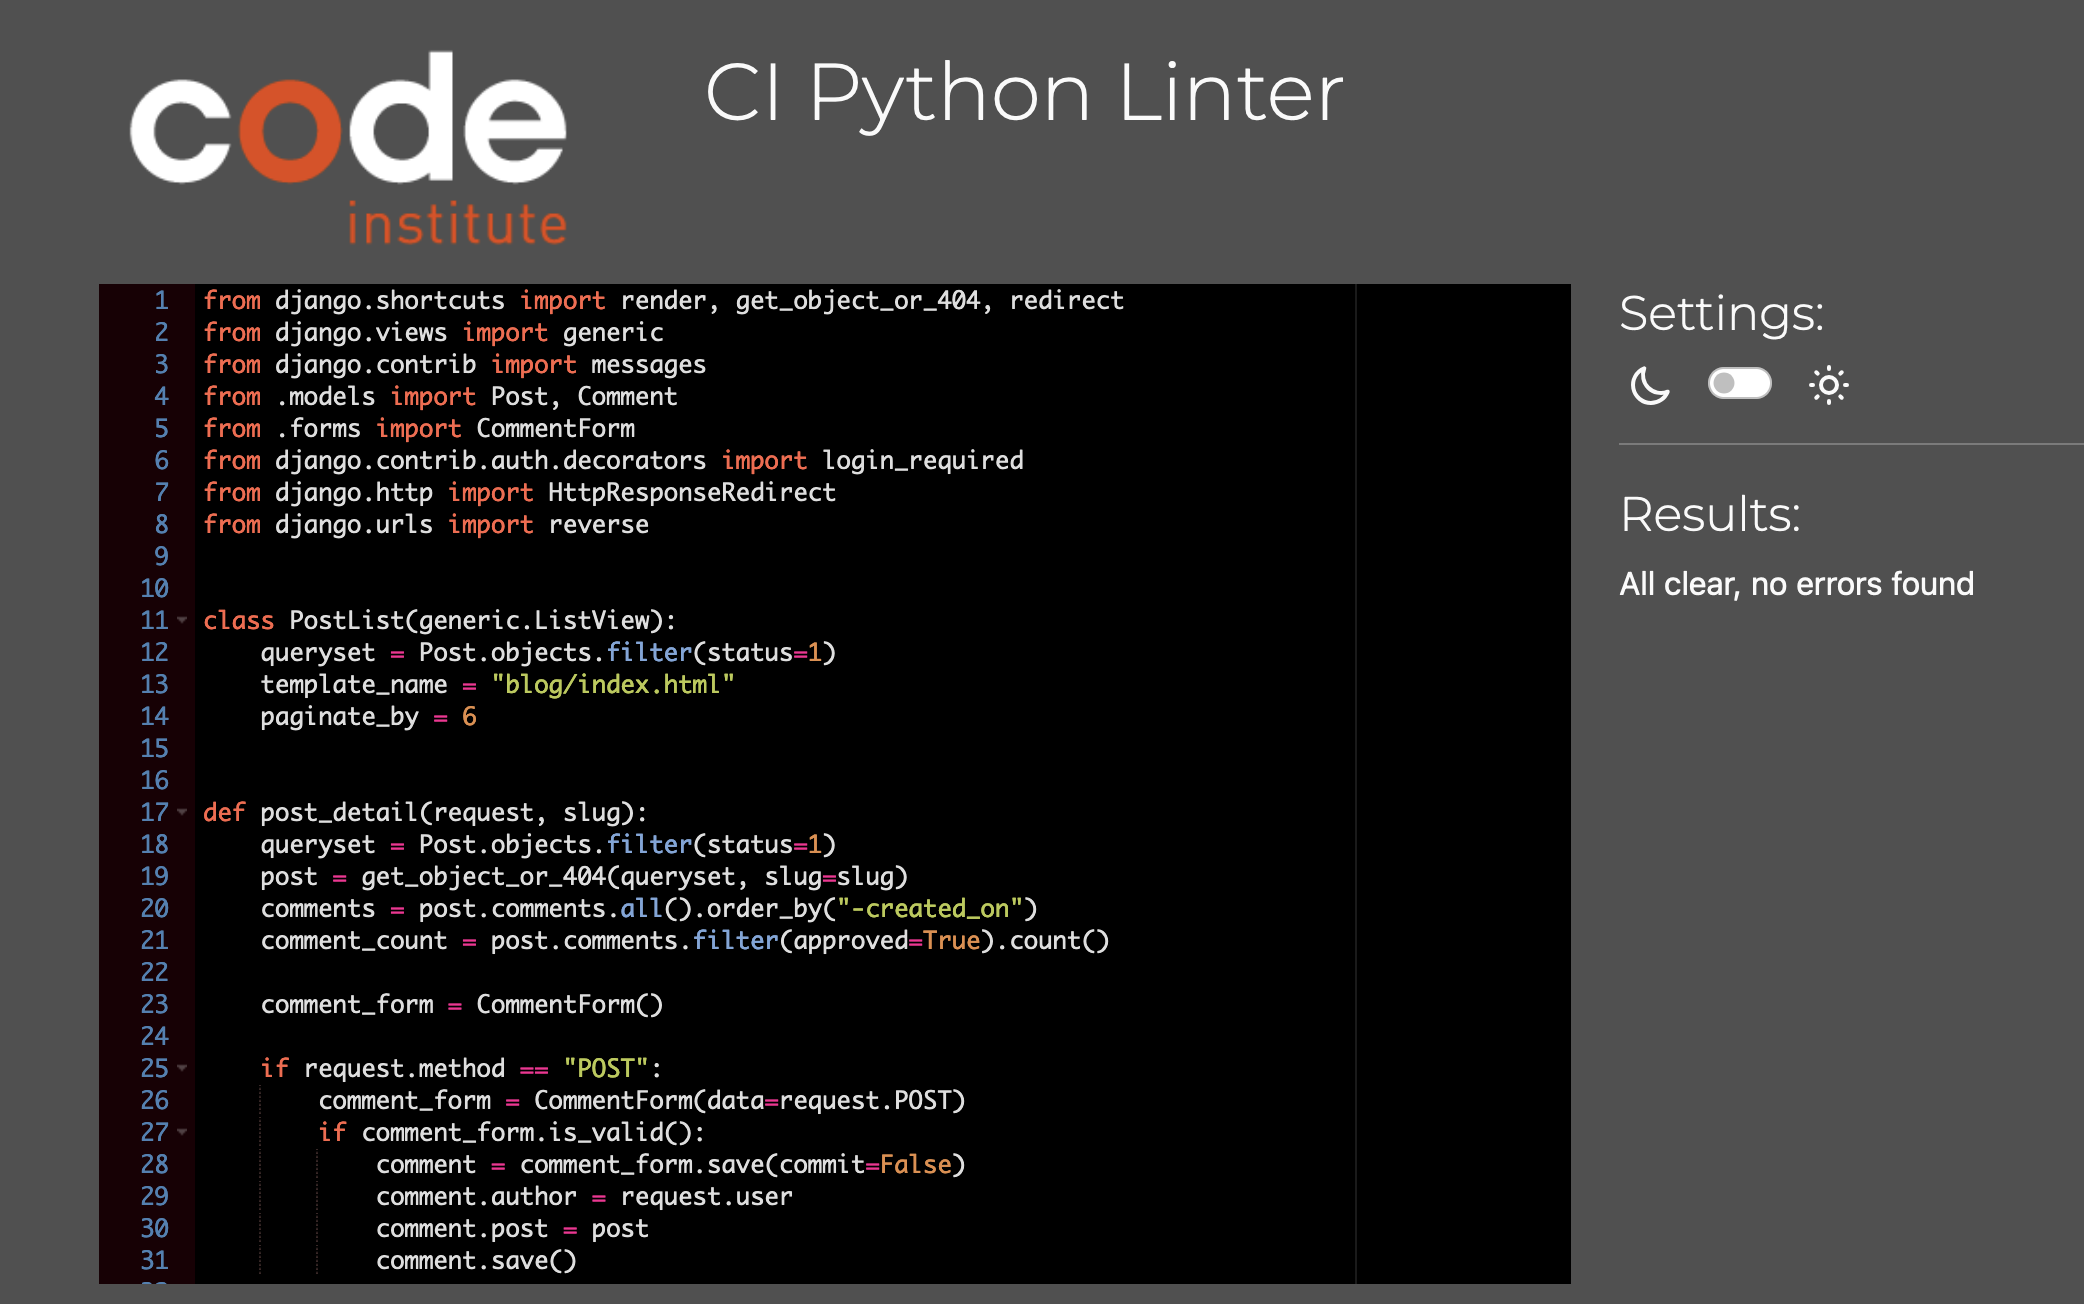 code
institute
CI Python Linter
1 from django.shortcuts import render, get_object_or_404, redirect
2 from django.views import generic
3 from django.contrib import messages
4 from .models import Post, Comment
5 from .forms import CommentForm
6 from django.contrib.auth.decorators import login_required
7 from django.http import HttpResponseRedirect
8 from django.urls import reverse
9
10
11 class PostList(generic.ListView):
12     queryset = Post.objects.filter(status=1)
13     template_name = "blog/index.html"
14     paginate_by = 6
15
16
17 def post_detail(request, slug):
18     queryset = Post.objects.filter(status=1)
19     post = get_object_or_404(queryset, slug=slug)
20     comments = post.comments.all().order_by("-created_on")
21     comment_count = post.comments.filter(approved=True).count()
22
23     comment_form = CommentForm()
24
25     if request.method == "POST":
26         comment_form = CommentForm(data=request.POST)
27         if comment_form.is_valid():
28             comment = comment_form.save(commit=False)
29             comment.author = request.user
30             comment.post = post
31             comment.save()
Settings:
Results:
All clear, no errors found